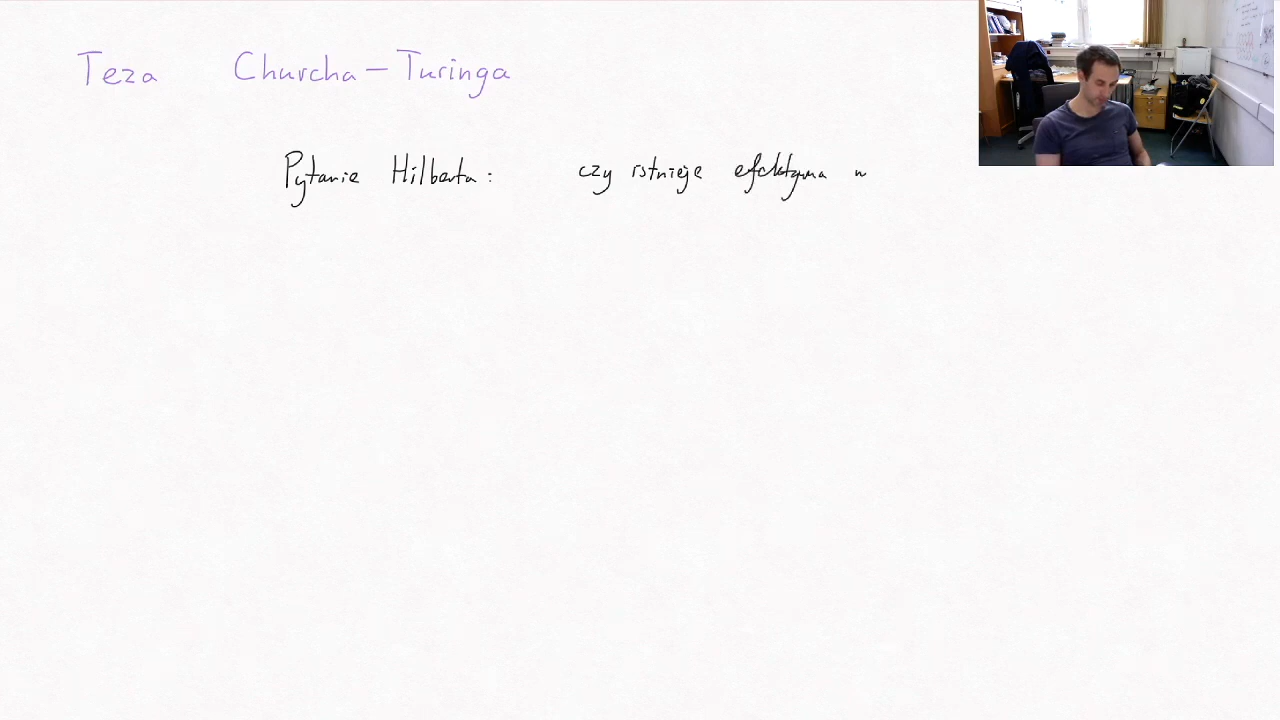 Teza Churcha-Turinga
Pytanie Hilberta: czy istnieje efektywna m